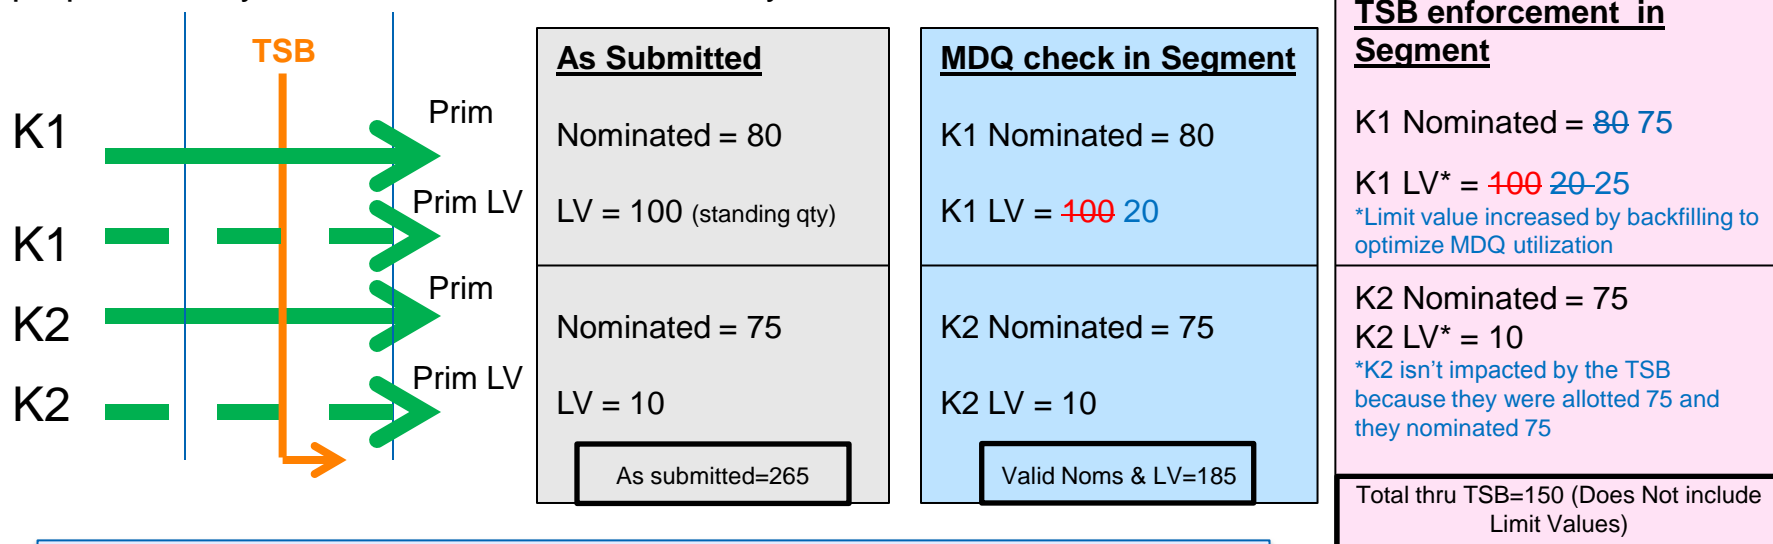 TSB
K1
Prim
K1
Prim LV
K2
Prim
K2
Prim LV
As Submitted
Nominated = 80
LV = 100 (standing qty)
Nominated = 75
LV = 10
As submitted=265
MDQ check in Segment
K1 Nominated = 80
K1 LV = 100 20
K2 Nominated = 75
K2 LV = 10
Valid Noms & LV=185
TSB enforcement in
Segment
K1 Nominated = 80 75
K1 LV* = 100 20 25
*Limit value increased by backfilling to
optimize MDQ utilization
K2 Nominated = 75
K2 LV* = 10
*K2 isn't impacted by the TSB
because they were allotted 75 and
they nominated 75
Total thru TSB=150 (Does Not include
Limit Values)